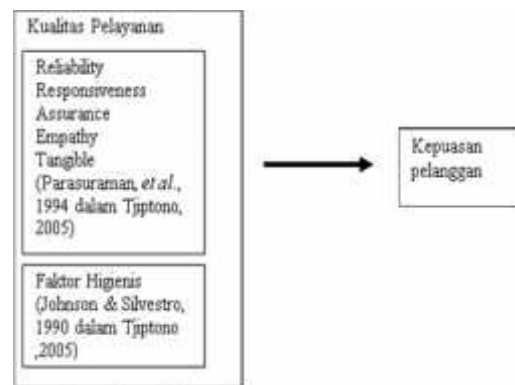 Kualitas Pelayanan
Reliability
Responsiveness
Assurance
Empathy
Tangible
(Parasuraman, et al.,
1994 dalam Tjiptono,
2005)
Faktor Higienis
(Johnson & Silvestro,
1990 dalam Tjiptono
,2005)
Kepuasan
pelanggan